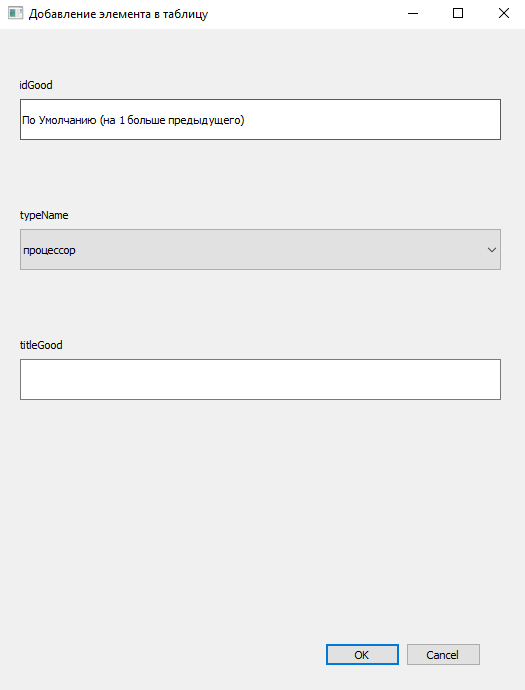 Добавление элемента в таблицу
idGood
По Умолчанию (на 1 больше предыдущего)
typeName
процессор
titleGood
OK Cancel